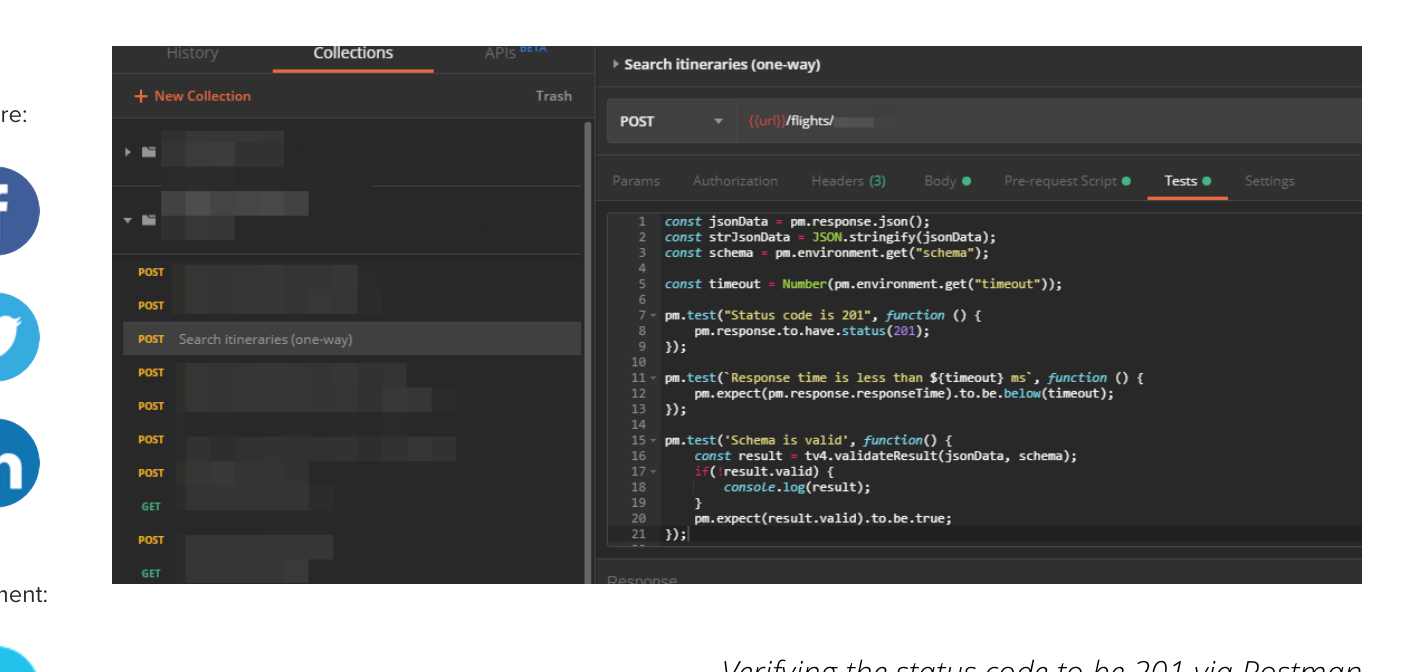 re:
ment:
History Collections APIs BETA
+ New Collection Trash
POST
POST
POST Search itineraries (one-way)
POST
POST
POST
POST
GET
POST
GET
Search itineraries (one-way)
POST {{url}}/flights/
Params Authorization Headers (3) Body Pre-request Script Tests Settings
1 const jsonData = pm.response.json();
2 const strJsonData = JSON.stringify(jsonData);
3 const schema = pm.environment.get("schema");
4
5 const timeout = Number(pm.environment.get("timeout"));
6
7 pm.test("Status code is 201", function () {
8 pm.response.to.have.status(201);
9 });
10
11 pm.test(`Response time is less than ${timeout} ms`, function () {
12 pm.expect(pm.response.responseTime).to.be.below(timeout);
13 });
14
15 pm.test('Schema is valid', function() {
16 const result = tv4.validateResult(jsonData, schema);
17 if(!result.valid) {
18 console.log(result);
19 }
20 pm.expect(result.valid).to.be.true;
21 });
Response
Verifying the status code to be 201 via Postman